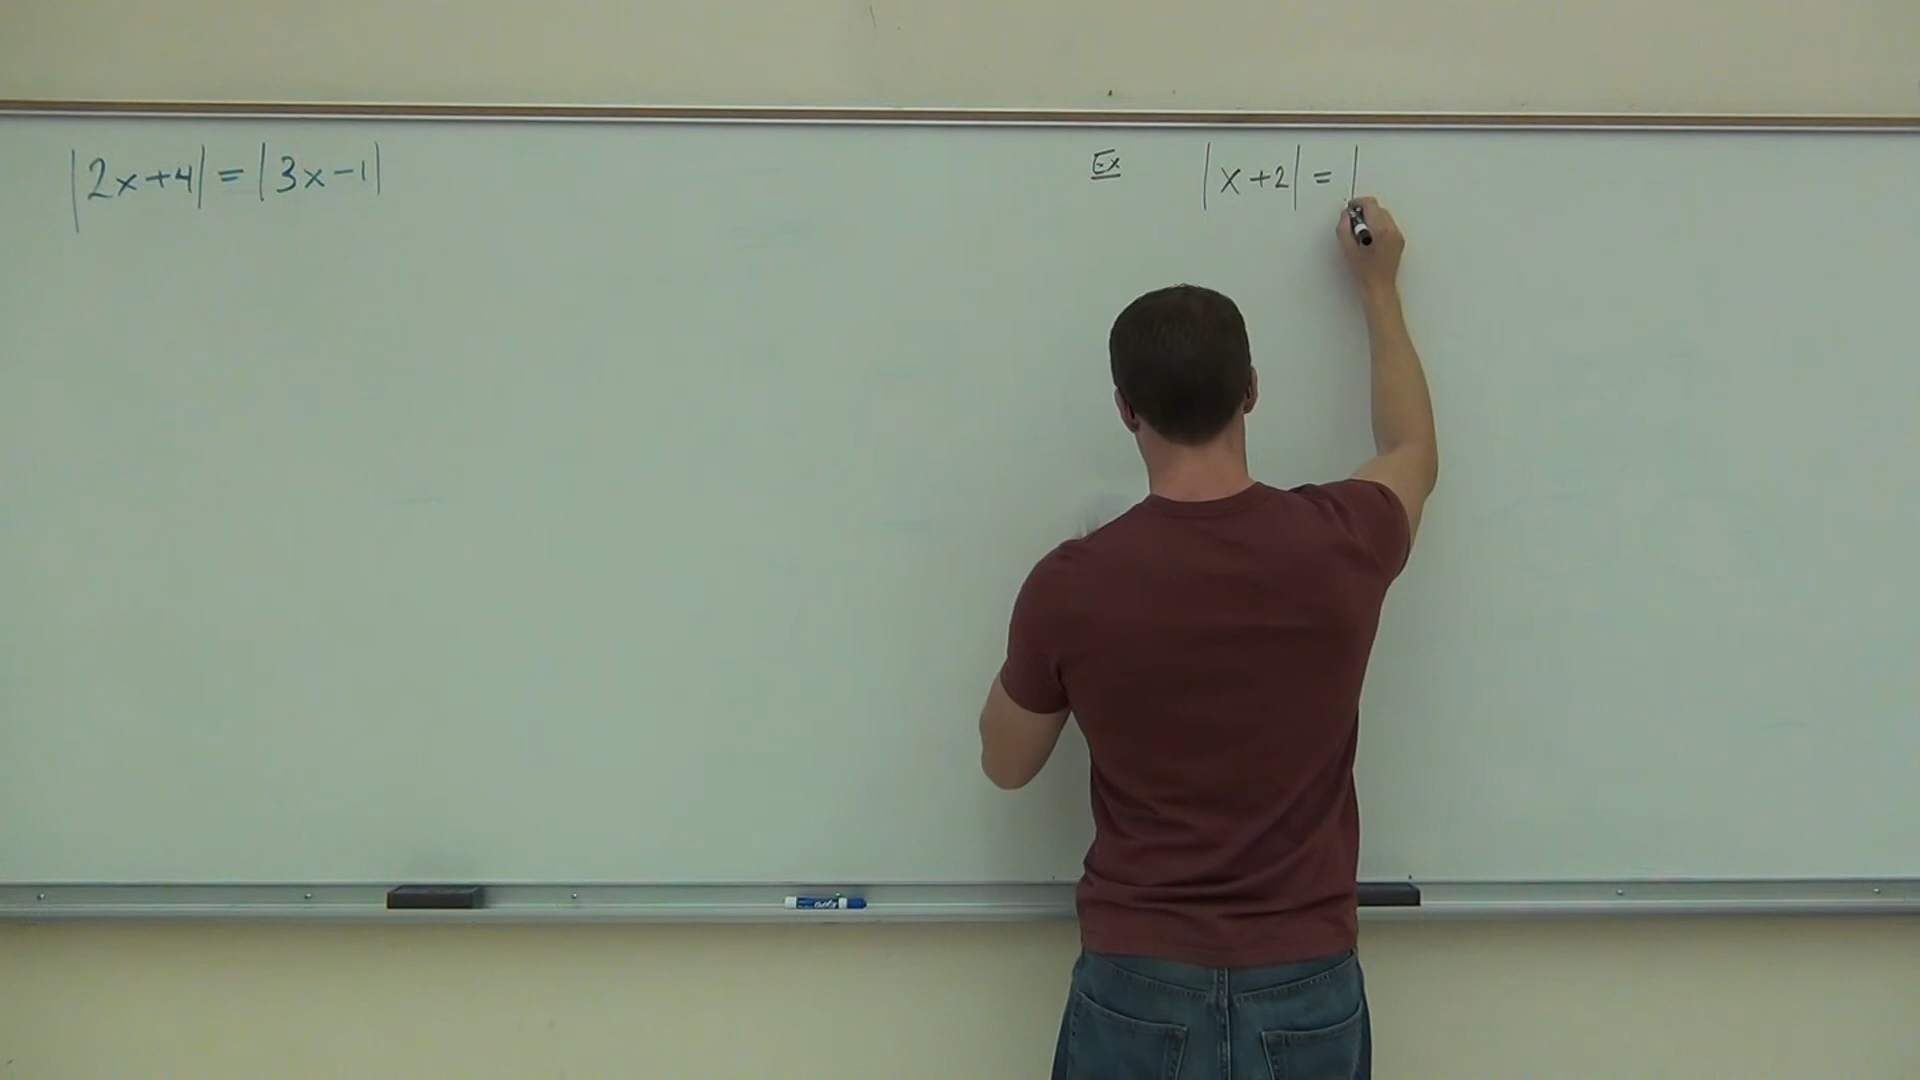 |2x+4| = |3x-1|
Ex |x+2| = |